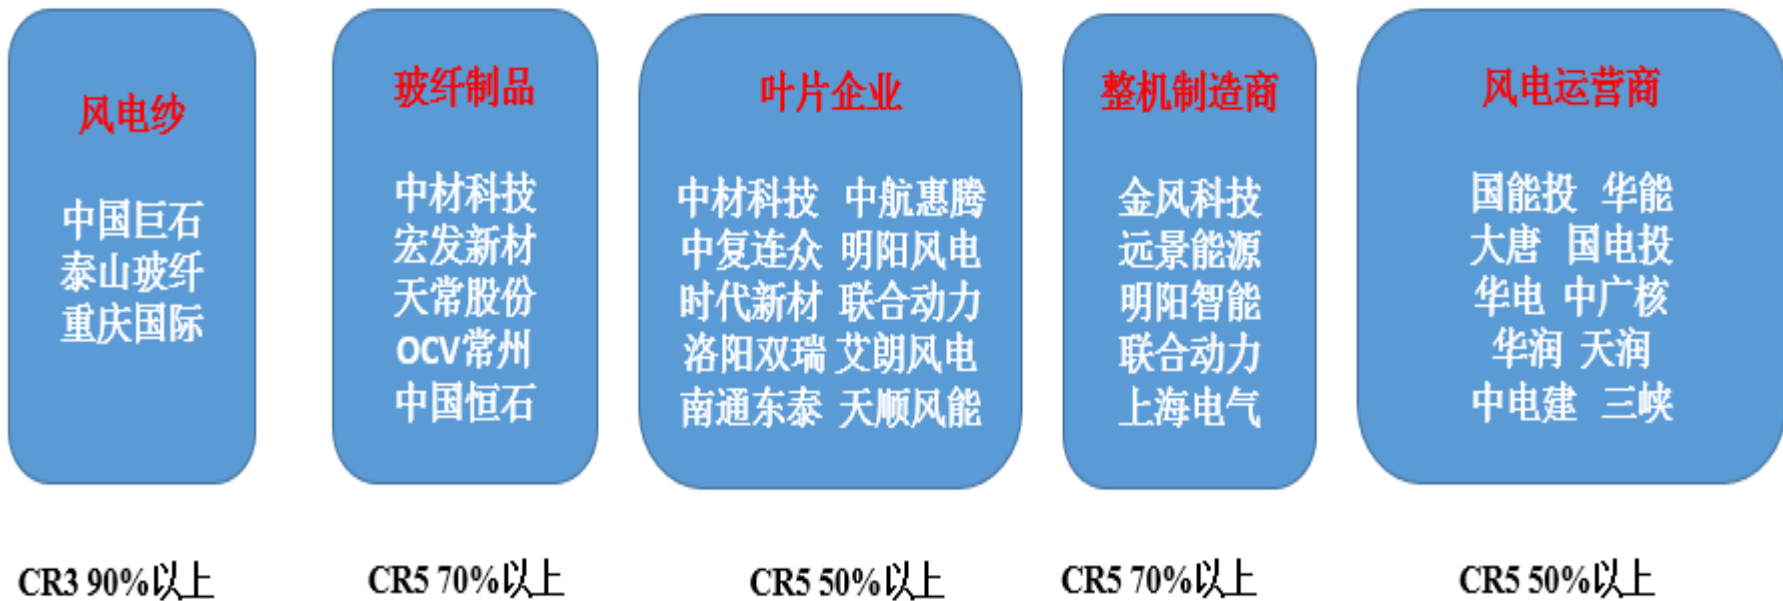 风电纱
中国巨石
泰山玻纤
重庆国际
CR3 90%以上
玻纤制品
中材科技
宏发新材
天常股份
OCV常州
中国恒石
CR5 70%以上
叶片企业
中材科技 中航惠腾
中复连众 明阳风电
时代新材 联合动力
洛阳双瑞 艾朗风电
南通东泰 天顺风能
CR5 50%以上
整机制造商
金风科技
远景能源
明阳智能
联合动力
上海电气
CR5 70%以上
风电运营商
国能投 华能
大唐 国电投
华电 中广核
华润 天润
中电建 三峡
CR5 50%以上